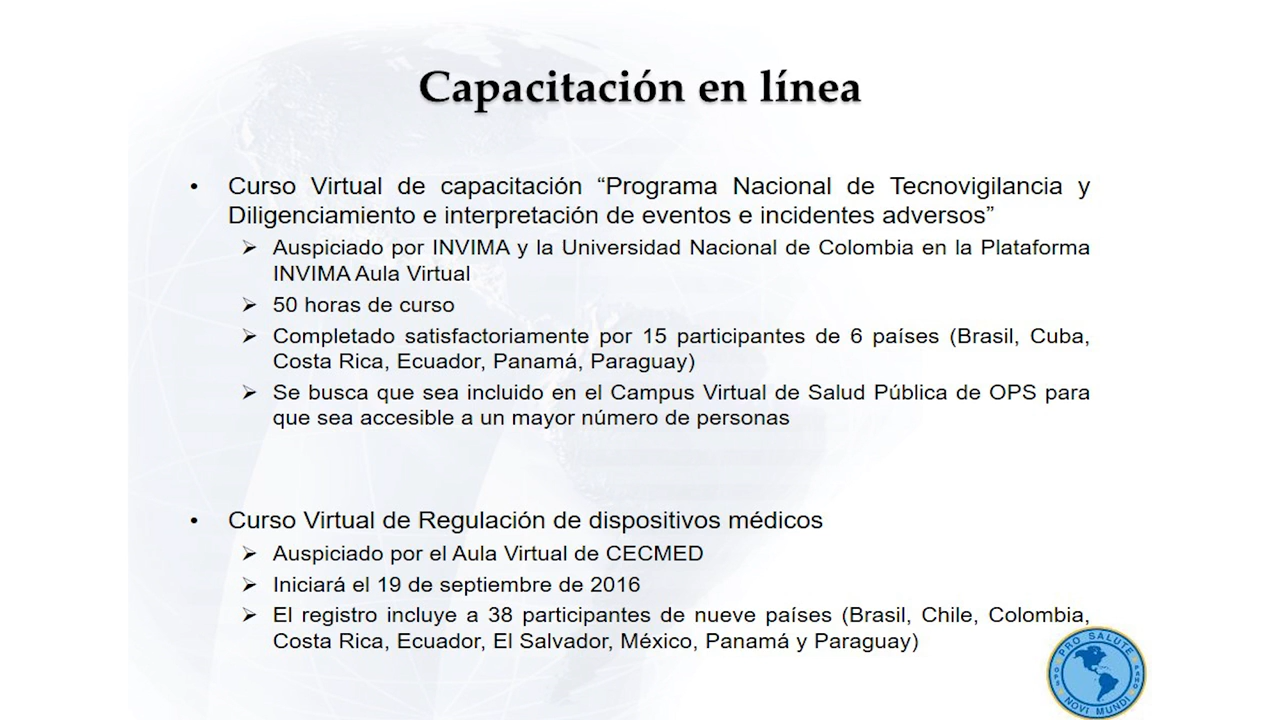 Capacitación en línea
• Curso Virtual de capacitación “Programa Nacional de Tecnovigilancia y
Diligenciamiento e interpretación de eventos e incidentes adversos”
➢ Auspiciado por INVIMA y la Universidad Nacional de Colombia en la Plataforma
INVIMA Aula Virtual
➢ 50 horas de curso
➢ Completado satisfactoriamente por 15 participantes de 6 países (Brasil, Cuba,
Costa Rica, Ecuador, Panamá, Paraguay)
➢ Se busca que sea incluido en el Campus Virtual de Salud Pública de OPS para
que sea accesible a un mayor número de personas
• Curso Virtual de Regulación de dispositivos médicos
➢ Auspiciado por el Aula Virtual de CECMED
➢ Iniciará el 19 de septiembre de 2016
➢ El registro incluye a 38 participantes de nueve países (Brasil, Chile, Colombia,
Costa Rica, Ecuador, El Salvador, México, Panamá y Paraguay)
PRO SALUTE
OPS
PAHO
NOVI MUNDI